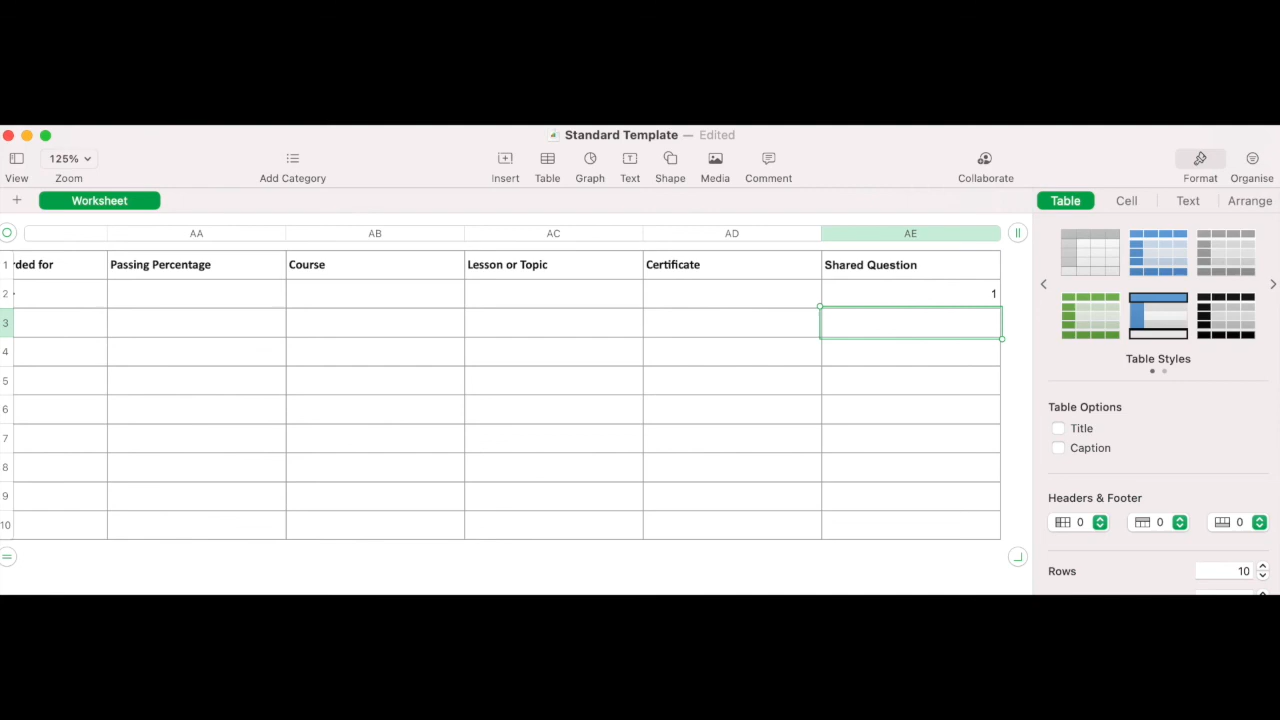 Standard Template — Edited
125%
View Zoom Add Category Insert Table Graph Text Shape Media Comment Collaborate Format Organise
+ Worksheet Table Cell Text Arrange
AA AB AC AD AE
1 ded for Passing Percentage Course Lesson or Topic Certificate Shared Question
2 1
3
4
5
6
7
8
9
10
Table Styles
Table Options
Title
Caption
Headers & Footer
0 0 0
Rows 10